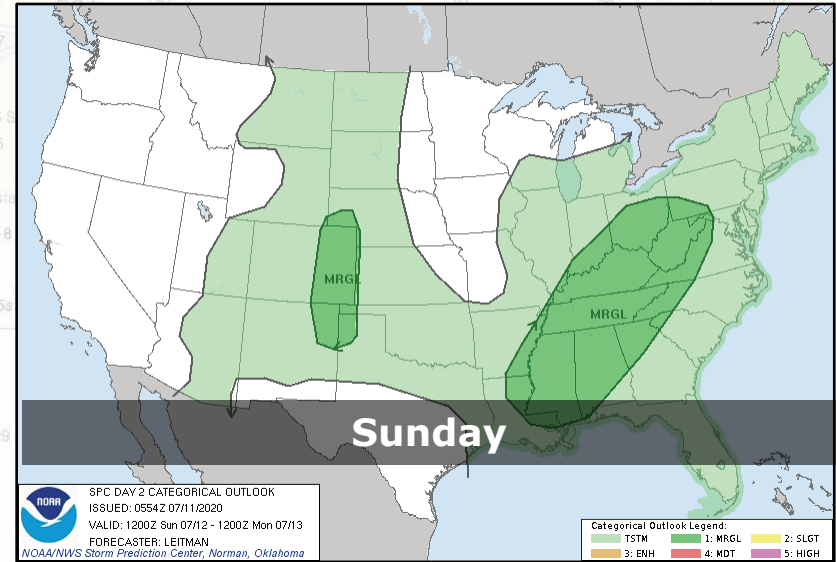 MRGL
MRGL
Sunday
noaa
SPC DAY 2 CATEGORICAL OUTLOOK
ISSUED: 0554Z 07/11/2020
VALID: 1200Z Sun 07/12 - 1200Z Mon 07/13
FORECASTER: LEITMAN
NOAA/NWS Storm Prediction Center, Norman, Oklahoma
Categorical Outlook Legend:
TSTM 1: MRGL 2: SLGT
3: ENH 4: MDT 5: HIGH